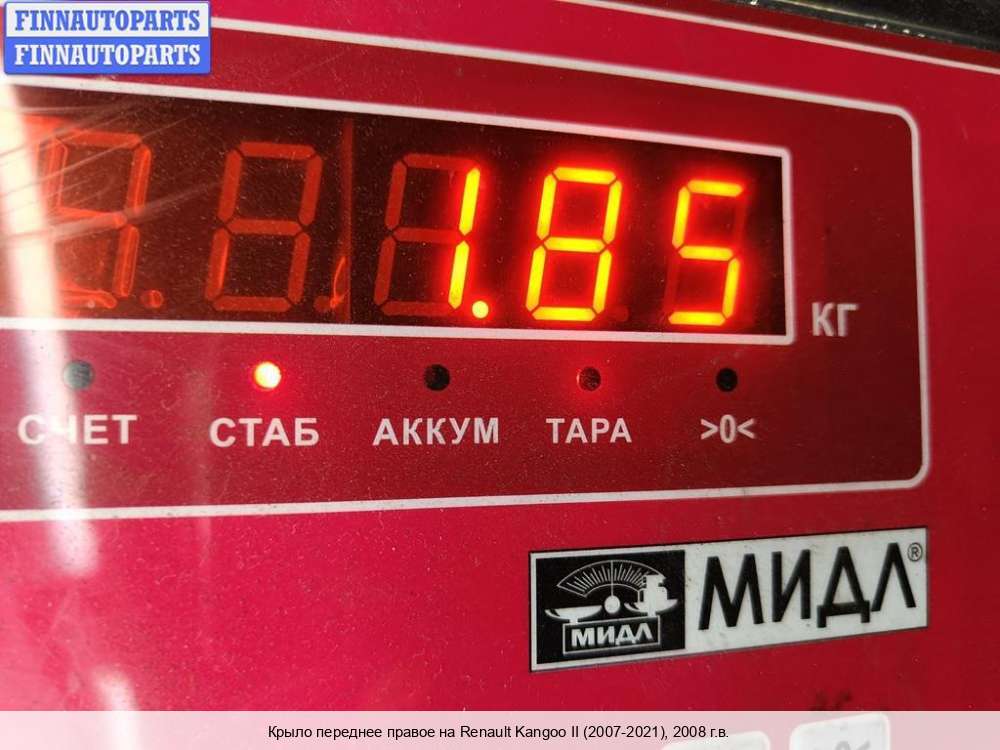 FINNAUTOPARTS
FINNAUTOPARTS
1.85
КГ
СЧЕТ СТАБ АККУМ ТАРА >0<
МИДЛ МИДЛ®
Крыло переднее правое на Renault Kangoo II (2007-2021), 2008 г.в.